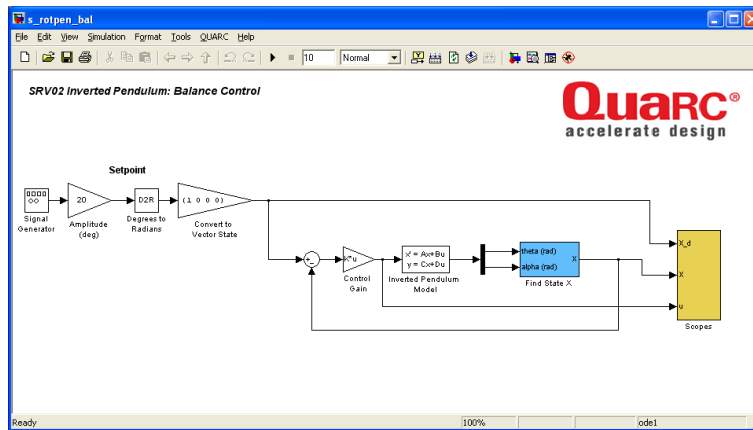 s_rotpen_bal
File Edit View Simulation Format Tools QUARC Help
10 Normal
SRV02 Inverted Pendulum: Balance Control
QUARC®
accelerate design
Setpoint
20
D2R
(1 0 0 0)
Signal
Generator
Amplitude
(deg)
Degrees to
Radians
Convert to
Vector State
X_d
+_
K*u
x' = Ax+Bu
y = Cx+Du
theta (rad)
alpha (rad)
X
X
Control
Gain
Inverted Pendulum
Model
Find State X
u
Scopes
Ready
100%
ode1